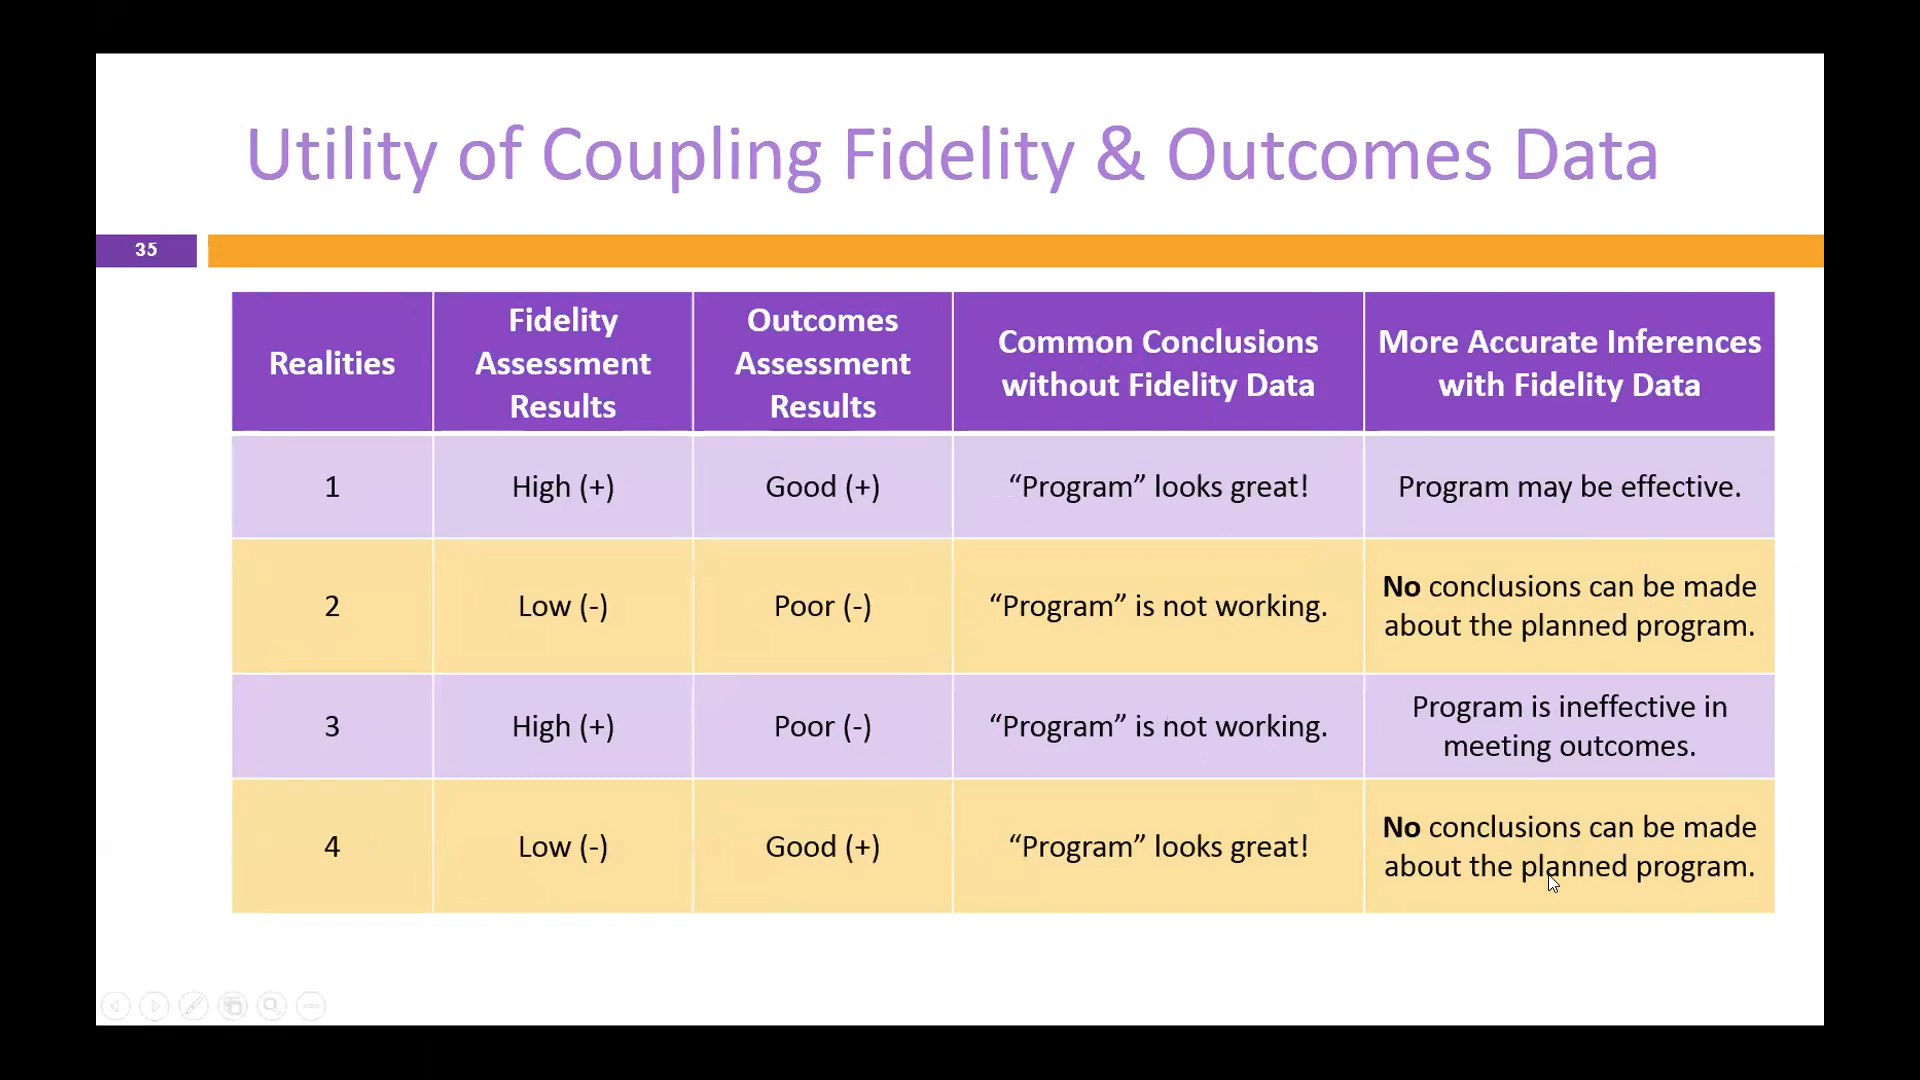 Utility of Coupling Fidelity & Outcomes Data
35
Realities
Fidelity
Assessment
Results
Outcomes
Assessment
Results
Common Conclusions
without Fidelity Data
More Accurate Inferences
with Fidelity Data
1
High (+)
Good (+)
“Program” looks great!
Program may be effective.
2
Low (-)
Poor (-)
“Program” is not working.
No conclusions can be made
about the planned program.
3
High (+)
Poor (-)
“Program” is not working.
Program is ineffective in
meeting outcomes.
4
Low (-)
Good (+)
“Program” looks great!
No conclusions can be made
about the planned program.